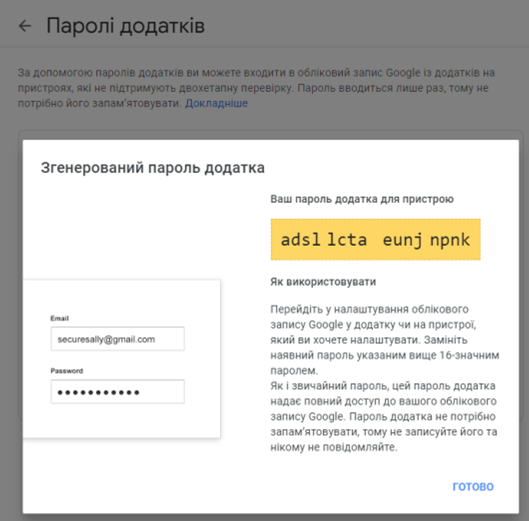 Паролі додатків
За допомогою паролів додатків ви можете входити в обліковий запис Google із додатків на
пристроях, які не підтримують двохетапну перевірку. Пароль вводиться лише раз, тому не
потрібно його запам'ятовувати. Докладніше
Згенерований пароль додатка
Ваш пароль додатка для пристрою
adsl lcta eunj npnk
Як використовувати
Перейдіть у налаштування облікового
запису Google у додатку чи на пристрої,
який ви хочете налаштувати. Замініть
наявний пароль указаним вище 16-значним
паролем.
Як і звичайний пароль, цей пароль додатка
надає повний доступ до вашого облікового
запису Google. Пароль додатка не потрібно
запам'ятовувати, тому не записуйте його та
нікому не повідомляйте.
Email
securesally@gmail.com
Password
•••••••••••
ГОТОВО